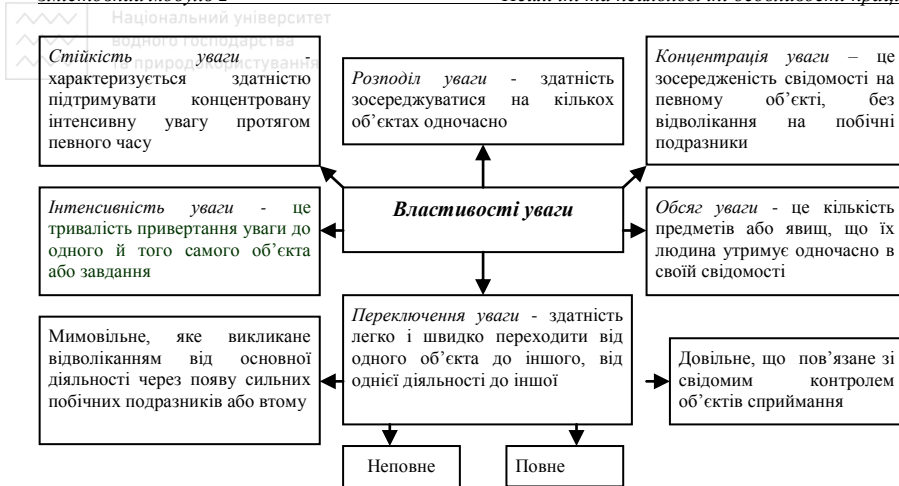 Національний університет
водного господарства
та природокористування
Стійкість уваги -
характеризується здатністю
підтримувати концентровану
інтенсивну увагу протягом
певного часу
Розподіл уваги - здатність
зосереджуватися на кількох
об’єктах одночасно
Концентрація уваги – це
зосередженість свідомості на
певному об’єкті, без
відволікання на побічні
подразники
Інтенсивність уваги - це
тривалість привертання уваги до
одного й того самого об’єкта
або завдання
Властивості уваги
Обсяг уваги - це кількість
предметів або явищ, що їх
людина утримує одночасно в
своїй свідомості
Мимовільне, яке викликане
відволіканням від основної
діяльності через появу сильних
побічних подразників або втому
Переключення уваги - здатність
легко і швидко переходити від
одного об’єкта до іншого, від
однієї діяльності до іншої
Довільне, що пов’язане зі
свідомим контролем
об’єктів сприймання
Неповне
Повне